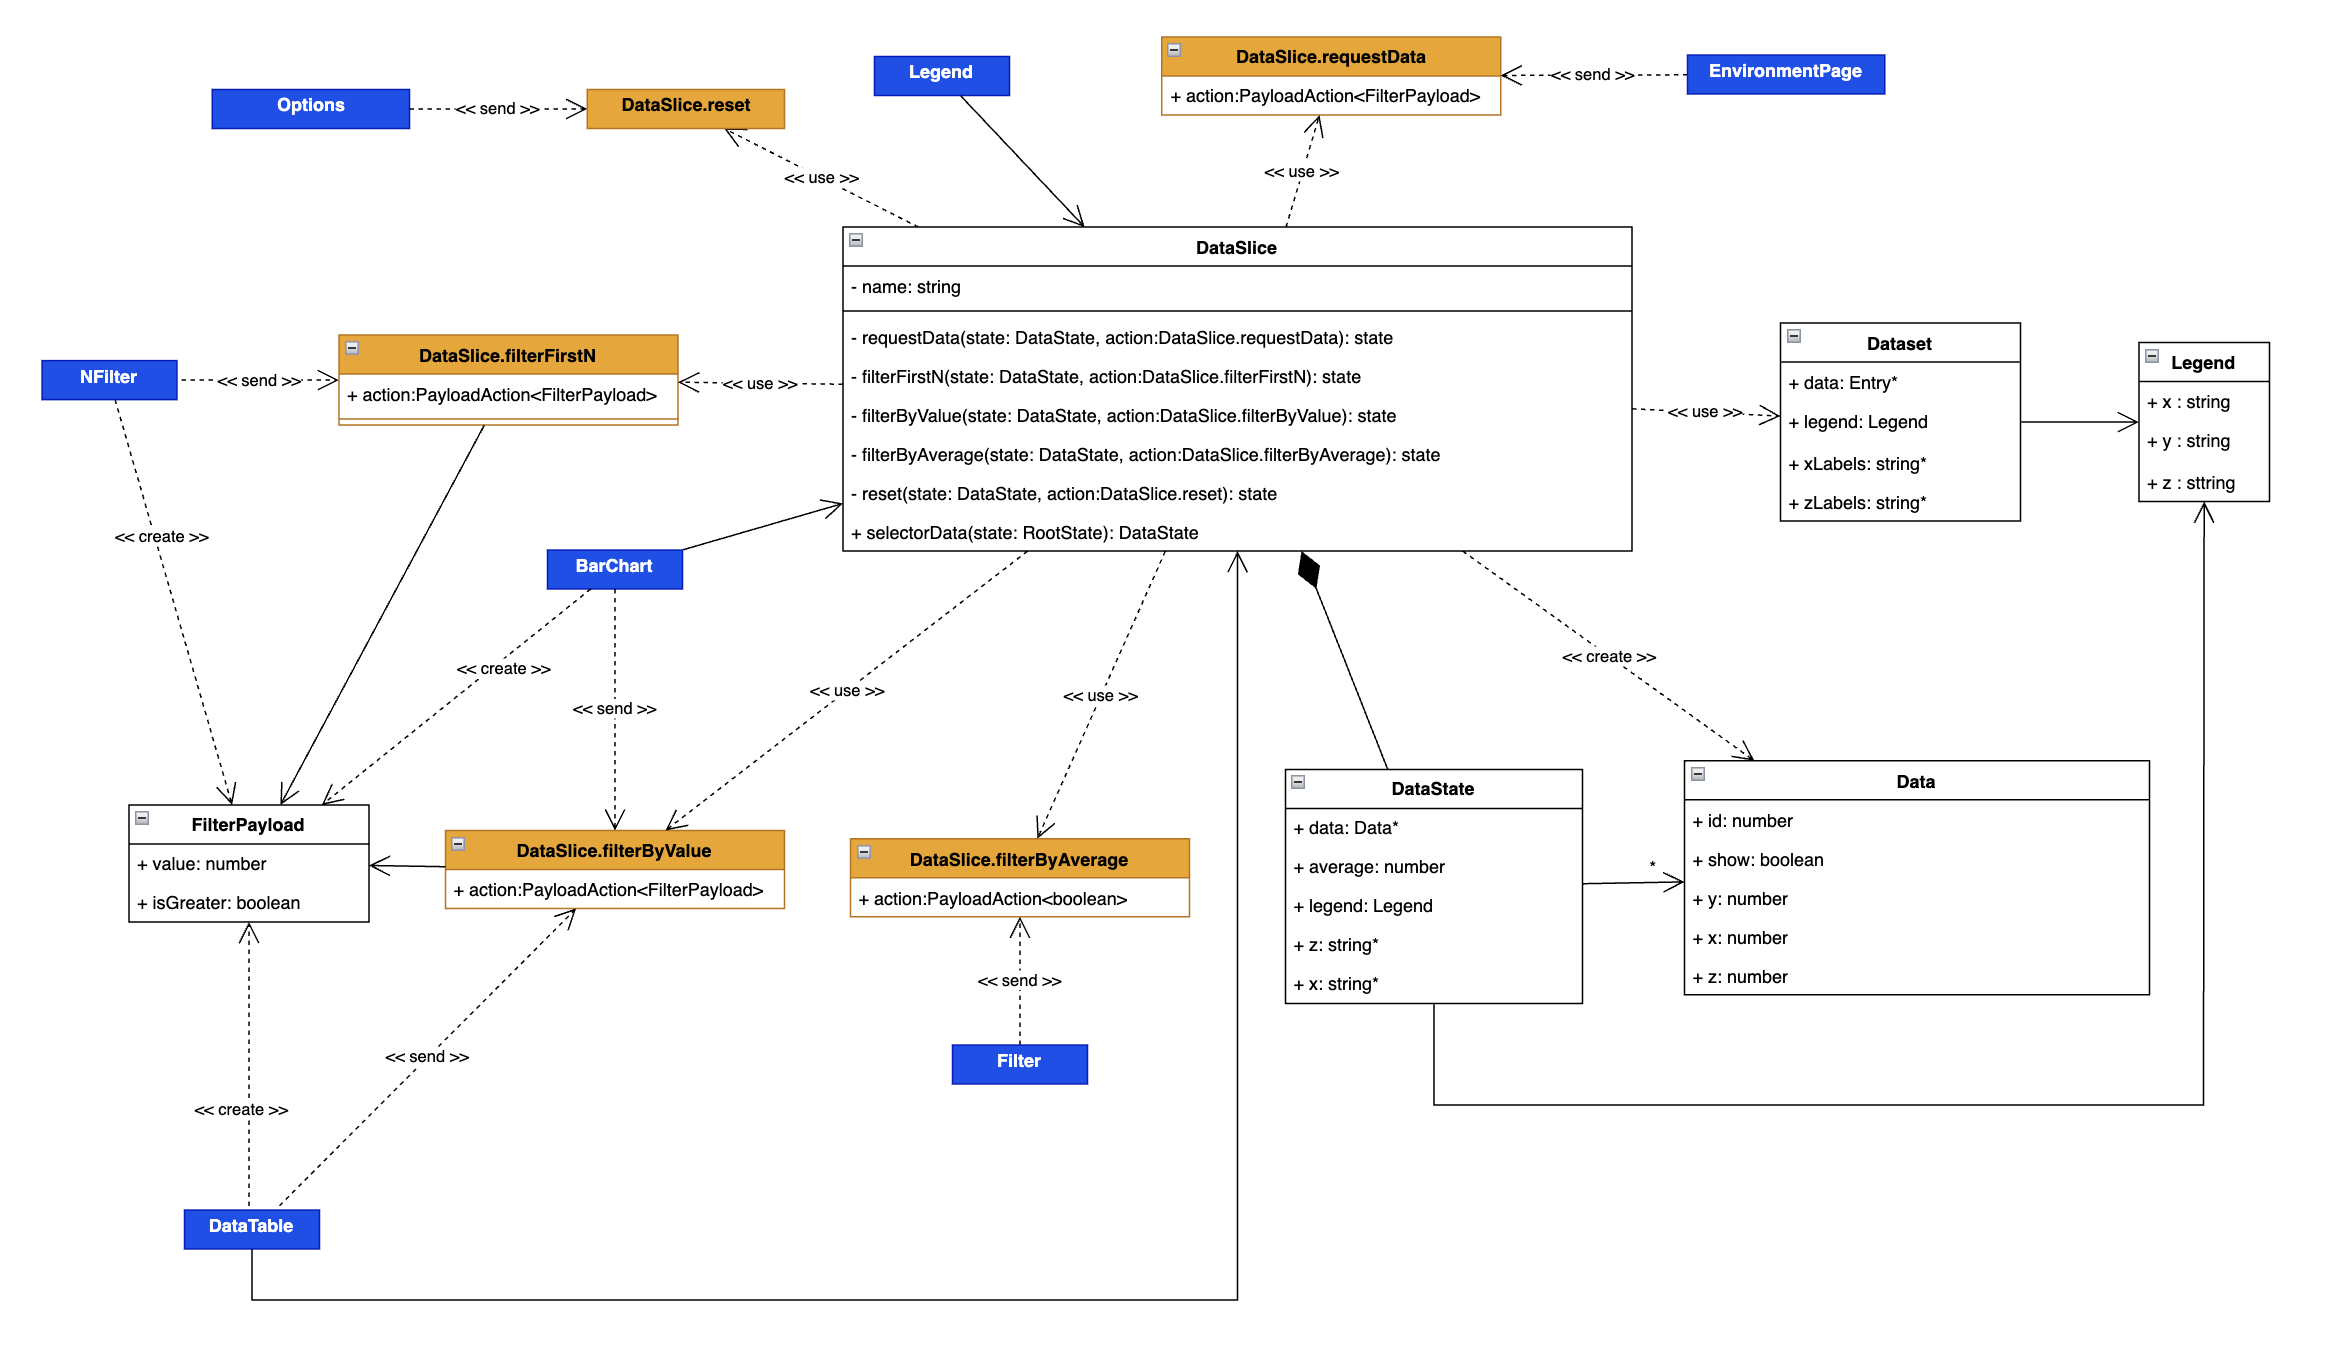 Legend
DataSlice.requestData
+ action:PayloadAction<FilterPayload>
<< send >>
EnvironmentPage
Options
<< send >>
DataSlice.reset
<< use >>
<< use >>
DataSlice
- name: string
- requestData(state: DataState, action:DataSlice.requestData): state
- filterFirstN(state: DataState, action:DataSlice.filterFirstN): state
- filterByValue(state: DataState, action:DataSlice.filterByValue): state
- filterByAverage(state: DataState, action:DataSlice.filterByAverage): state
- reset(state: DataState, action:DataSlice.reset): state
+ selectorData(state: RootState): DataState
NFilter
<< send >>
DataSlice.filterFirstN
+ action:PayloadAction<FilterPayload>
<< use >>
<< use >>
Dataset
+ data: Entry*
+ legend: Legend
+ xLabels: string*
+ zLabels: string*
Legend
+ x : string
+ y : string
+ z : sttring
<< create >>
BarChart
<< create >>
<< send >>
<< use >>
<< use >>
<< create >>
FilterPayload
+ value: number
+ isGreater: boolean
DataSlice.filterByValue
+ action:PayloadAction<FilterPayload>
DataSlice.filterByAverage
+ action:PayloadAction<boolean>
DataState
+ data: Data*
+ average: number
+ legend: Legend
+ z: string*
+ x: string*
*
Data
+ id: number
+ show: boolean
+ y: number
+ x: number
+ z: number
<< send >>
Filter
<< send >>
<< create >>
DataTable